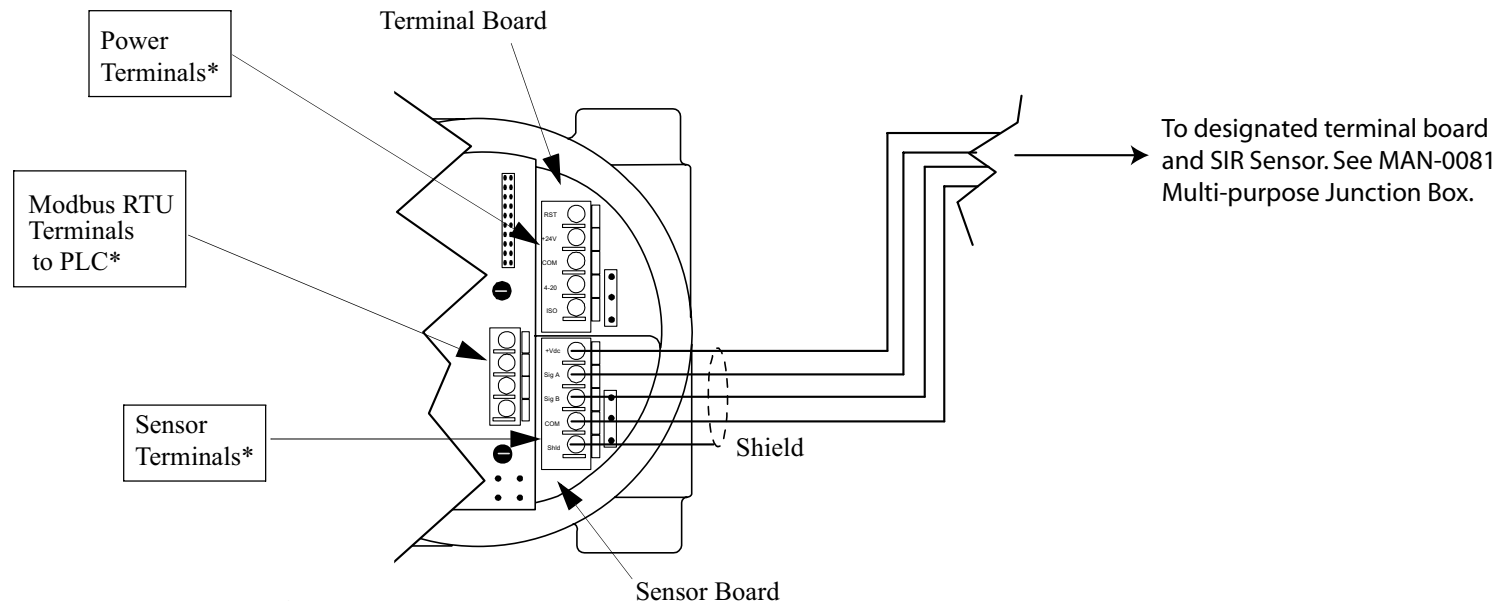 Terminal Board
Power
Terminals*
To designated terminal board
and SIR Sensor. See MAN-0081
Multi-purpose Junction Box.
Modbus RTU
Terminals
to PLC*
RST
+24V
COM
4-20
ISO
+Vdc
Sig A
Sig B
COM
Shld
Sensor
Terminals*
Shield
Sensor Board